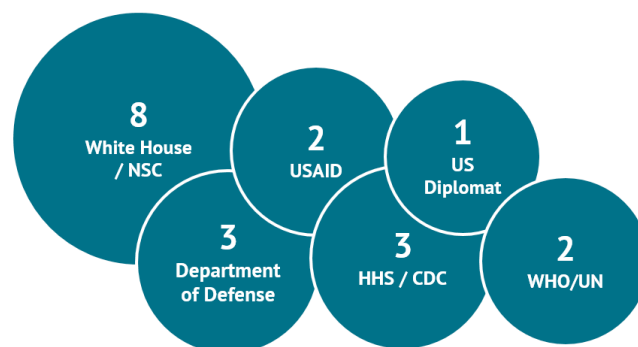 8
White House
/ NSC
2
USAID
1
US
Diplomat
3
Department
of Defense
3
HHS / CDC
2
WHO/UN